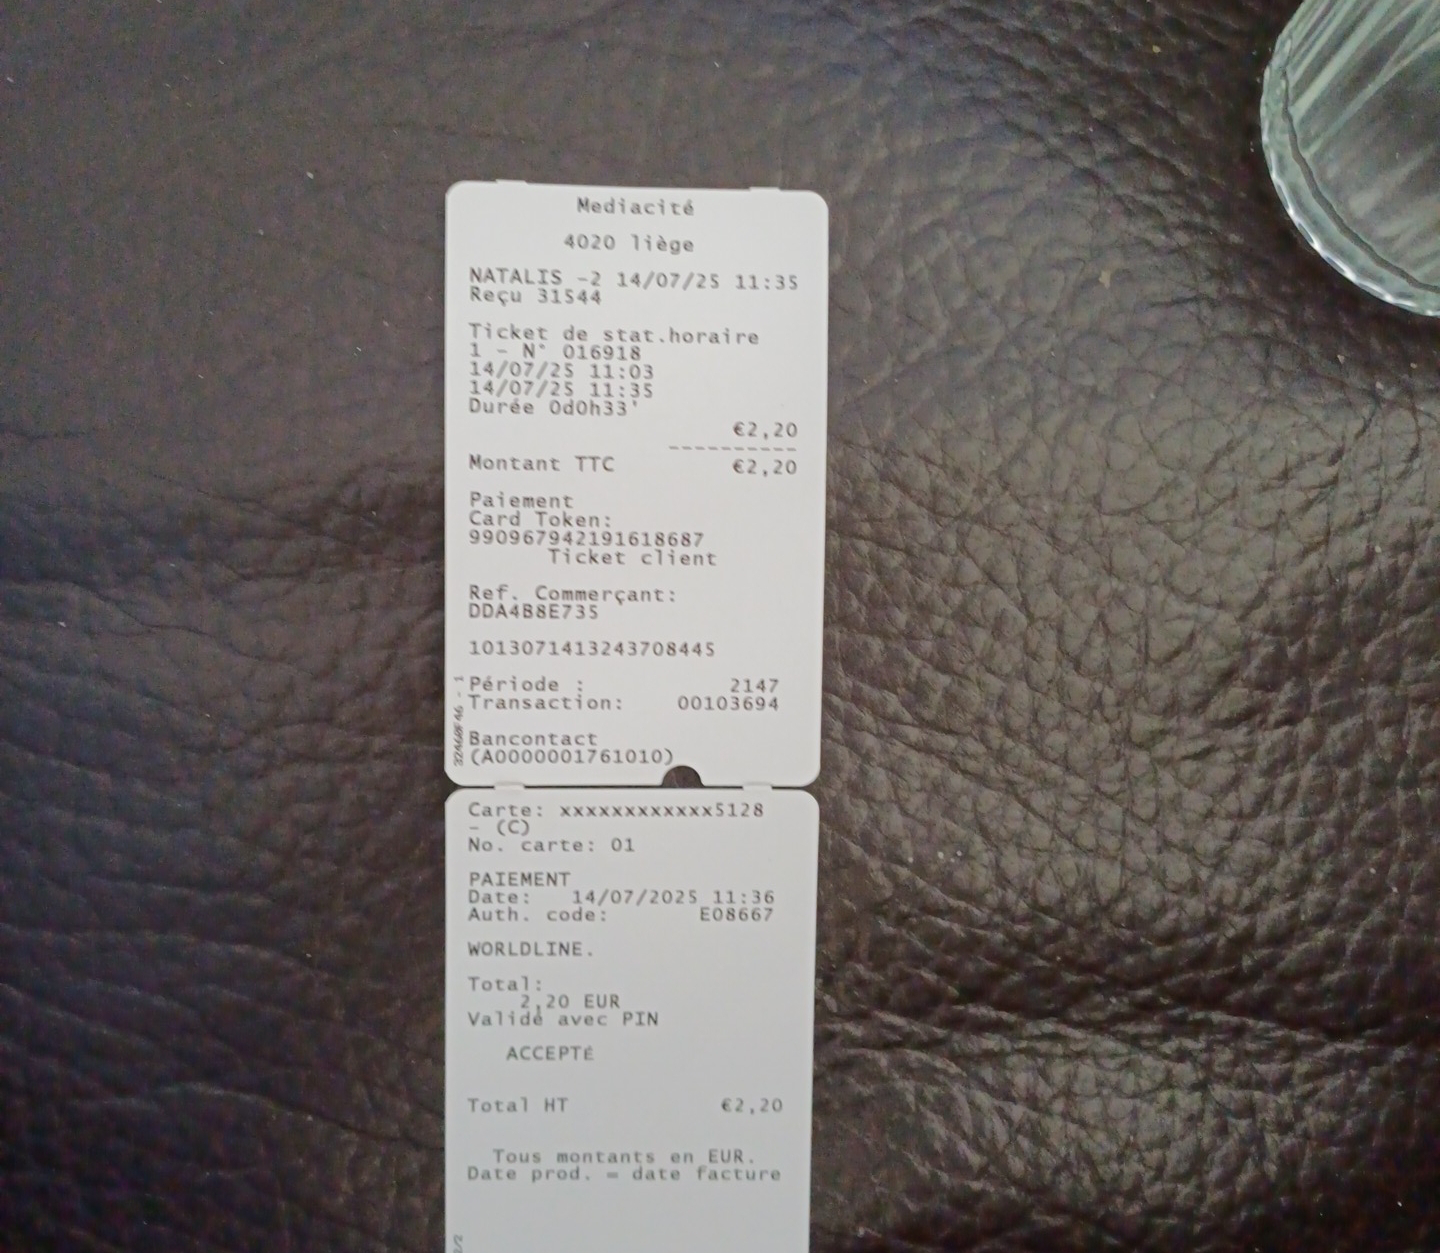 Mediacité
4020 liège
NATALIS -2 14/07/25 11:35
Reçu 31544
Ticket de stat.horaire
1 - N° 016918
14/07/25 11:03
14/07/25 11:35
Durée 0d0h33'
€2,20
----------
Montant TTC €2,20
Paiement
Card Token:
990967942191618687
Ticket client
Ref. Commerçant:
DDA4B8E735
1013071413243708445
Période : 2147
Transaction: 00103694
Bancontact
(A0000001761010)
Carte: xxxxxxxxxxxx5128
- (C)
No. carte: 01
PAIEMENT
Date: 14/07/2025 11:36
Auth. code: E08667
WORLDLINE.
Total:
2,20 EUR
Validé avec PIN
ACCEPTÉ
Total HT €2,20
Tous montants en EUR.
Date prod. = date facture